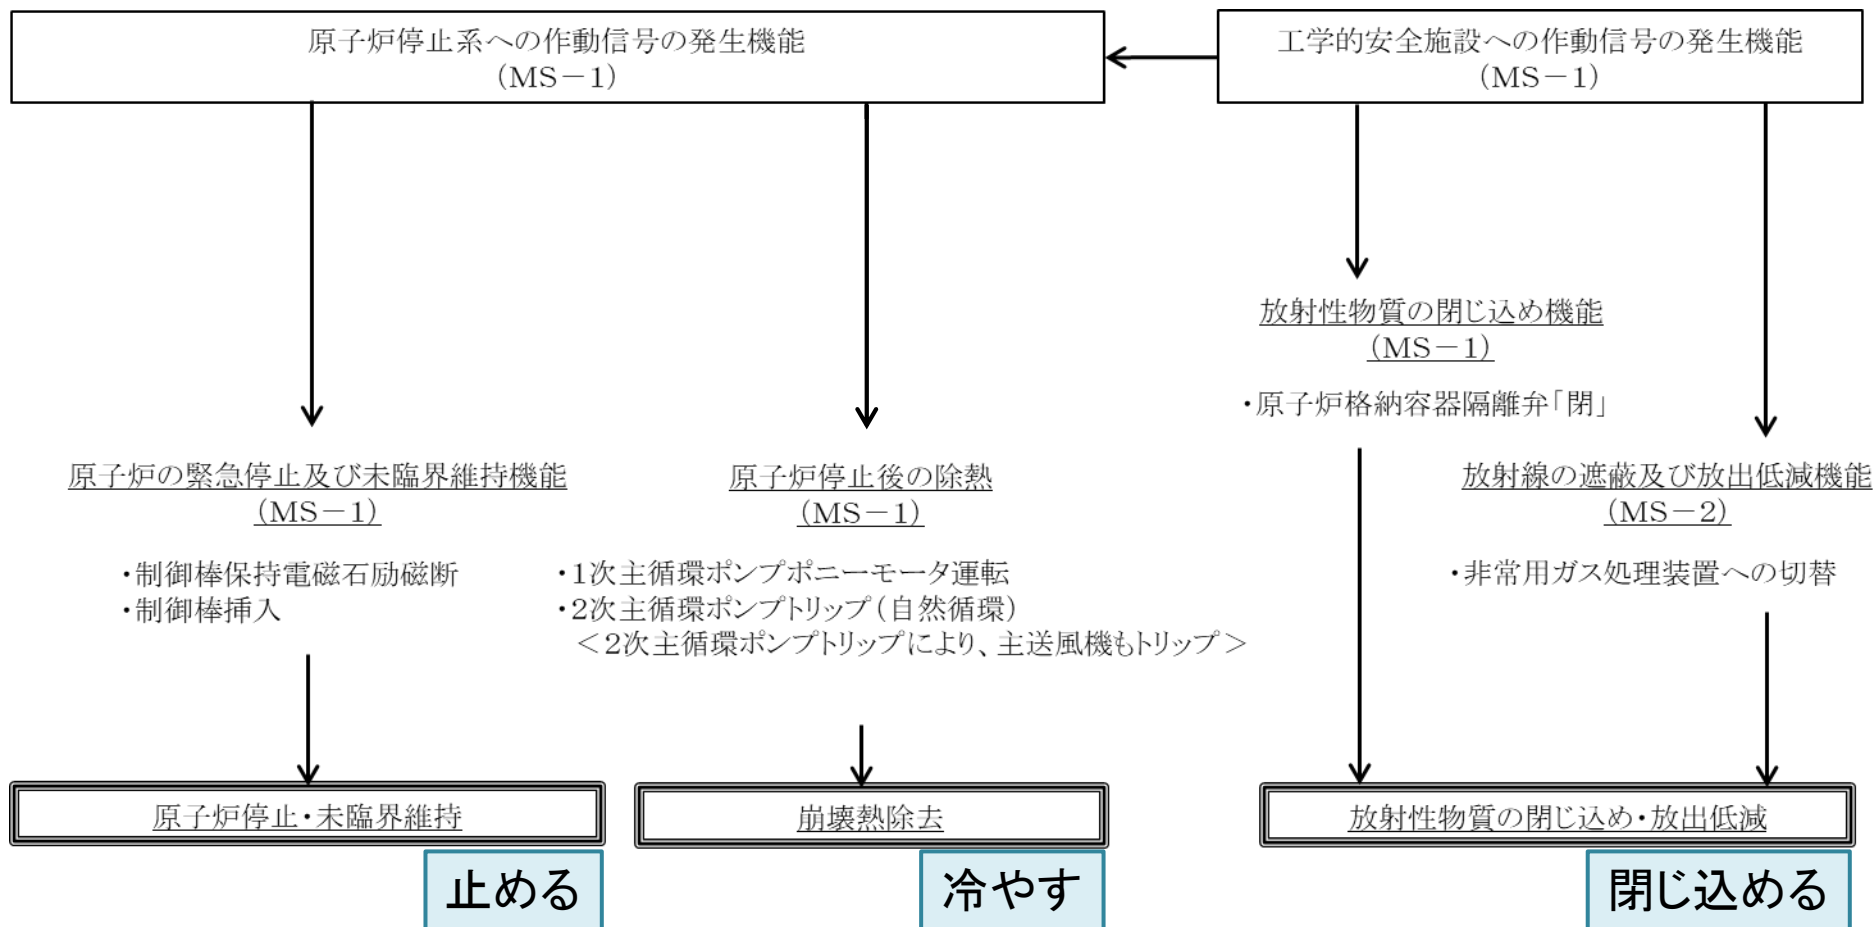 原子炉停止系への作動信号の発生機能
(MS－1)
工学的安全施設への作動信号の発生機能
(MS－1)
放射性物質の閉じ込め機能
(MS－1)
・原子炉格納容器隔離弁「閉」
原子炉の緊急停止及び未臨界維持機能
(MS－1)
・制御棒保持電磁石励磁断
・制御棒挿入
原子炉停止後の除熱
(MS－1)
・1次主循環ポンプポニーモータ運転
・2次主循環ポンプトリップ(自然循環)
＜2次主循環ポンプトリップにより、主送風機もトリップ＞
放射線の遮蔽及び放出低減機能
(MS－2)
・非常用ガス処理装置への切替
原子炉停止・未臨界維持
崩壊熱除去
放射性物質の閉じ込め・放出低減
止める
冷やす
閉じ込める